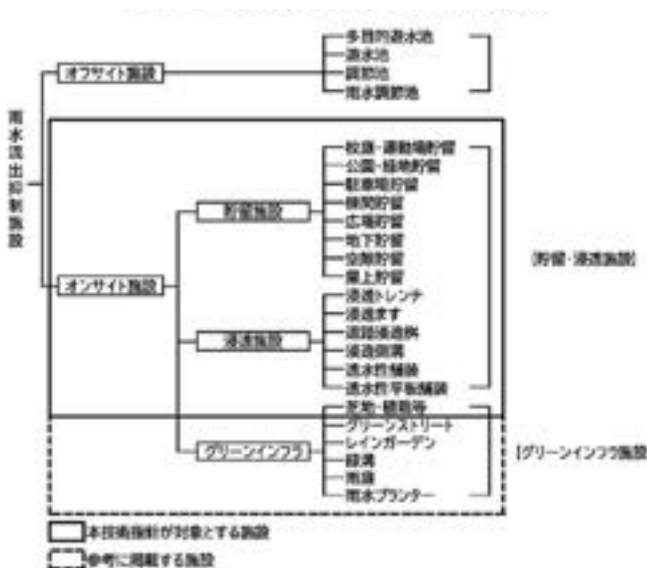 雨水流出抑制施設
オフサイト施設
多目的遊水池
遊水池
調節池
雨水調節池
オンサイト施設
貯留施設
校庭・運動場貯留
公園・緑地貯留
駐車場貯留
棟間貯留
広場貯留
地下貯留
空隙貯留
屋上貯留
浸透施設
浸透トレンチ
浸透ます
道路浸透桝
浸透側溝
透水性舗装
透水性平板舗装
[貯留・浸透施設]
グリーンインフラ
芝地・植栽等
グリーンストリート
レインガーデン
緑溝
雨庭
雨水プランター
[グリーンインフラ施設
本技術指針が対象とする施設
参考に掲載する施設